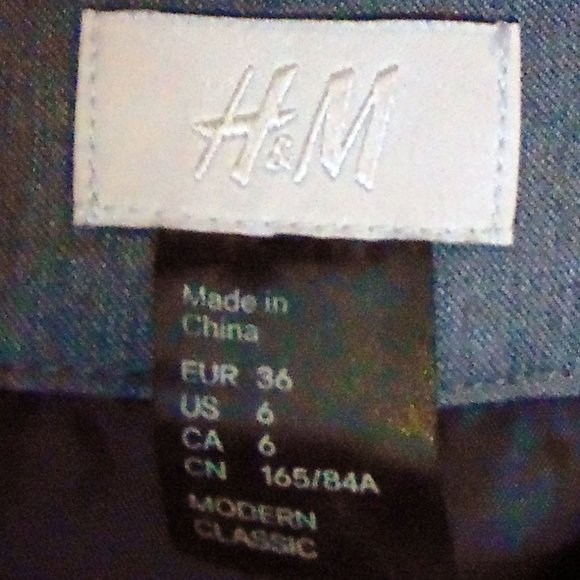 H&M
Made in
China
EUR 36
US 6
CA 6
CN 165/84A
MODERN
CLASSIC